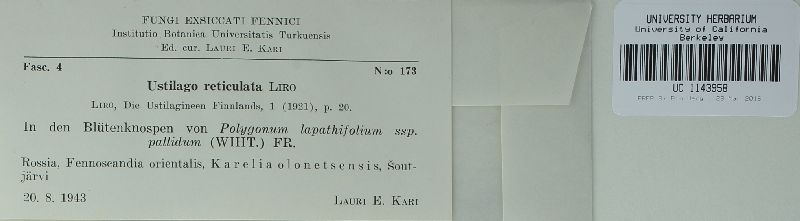 FUNGI EXSICCATI FENNICI
Institutio Botanica Universitatis Turkuensis
Ed. cur. LAURI E. KARI
Fasc. 4 N:o 173
Ustilago reticulata LIRO
LIRO, Die Ustilagineen Finnlands, 1 (1921), p. 20.
In den Blütenknospen von Polygonum lapathifolium ssp.
pallidum (WIHT.) FR.
Rossia, Fennoscandia orientalis, Karelia olonetsensis, Šout-
järvi
20. 8. 1943 LAURI E. KARI
UNIVERSITY HERBARIUM
University of California
Berkeley
UC 1143958